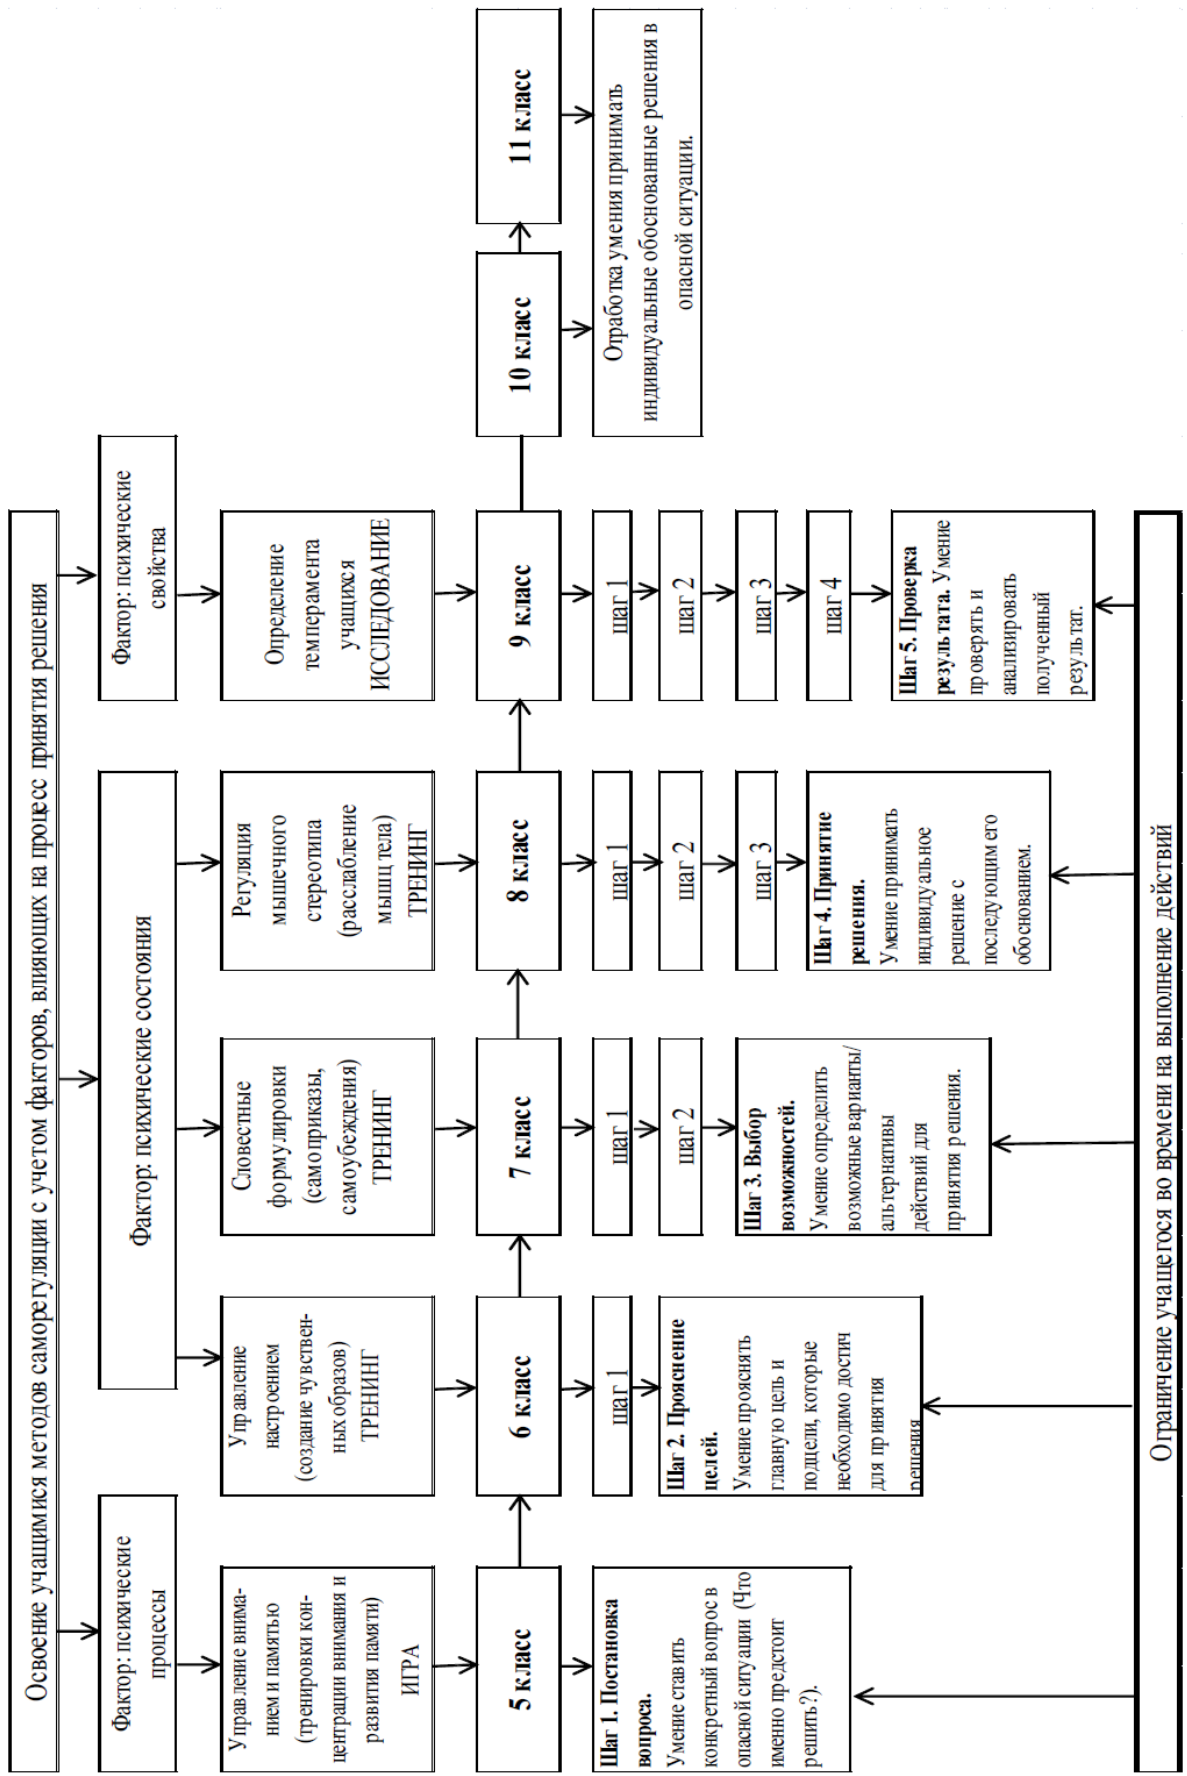 Освоение учащимися методов саморегуляции с учетом факторов, влияющих на процесс принятия решения
Фактор: психические
процессы
Фактор: психические состояния
Фактор: психические
свойства
Управление внима-
нием и памятью
(тренировки кон-
центрации внимания и
развития памяти)
ИГРА
Управление
настроением
(создание чувствен-
ных образов)
ТРЕНИНГ
Словестные
формулировки
(самоприказы,
самоубеждения)
ТРЕНИНГ
Регуляция
мышечного
стереотипа
(расслабление
мышц тела)
ТРЕНИНГ
Определение
темперамента
учащихся
ИССЛЕДОВАНИЕ
5 класс
6 класс
7 класс
8 класс
9 класс
10 класс
11 класс
Шаг 1. Постановка
вопроса.
Умение ставить
конкретный вопрос в
опасной ситуации (Что
именно предстоит
решить?).
шаг 1
Шаг 2. Прояснение
целей.
Умение прояснять
главную цель и
подцели, которые
необходимо достич
для принятия
решения
шаг 1
шаг 2
Шаг 3. Выбор
возможностей.
Умение определить
возможные варианты/
альтернативы
действий для
принятия решения.
шаг 1
шаг 2
шаг 3
Шаг 4. Принятие
решения.
Умение принимать
индивидуальное
решение с
последующим его
обоснованием.
шаг 1
шаг 2
шаг 3
шаг 4
Шаг 5. Проверка
результата. Умение
проверять и
анализировать
полученный
результат.
Отработка умения принимать
индивидуальные обоснованные решения в
опасной ситуации.
Ограничение учащегося во времени на выполнение действий